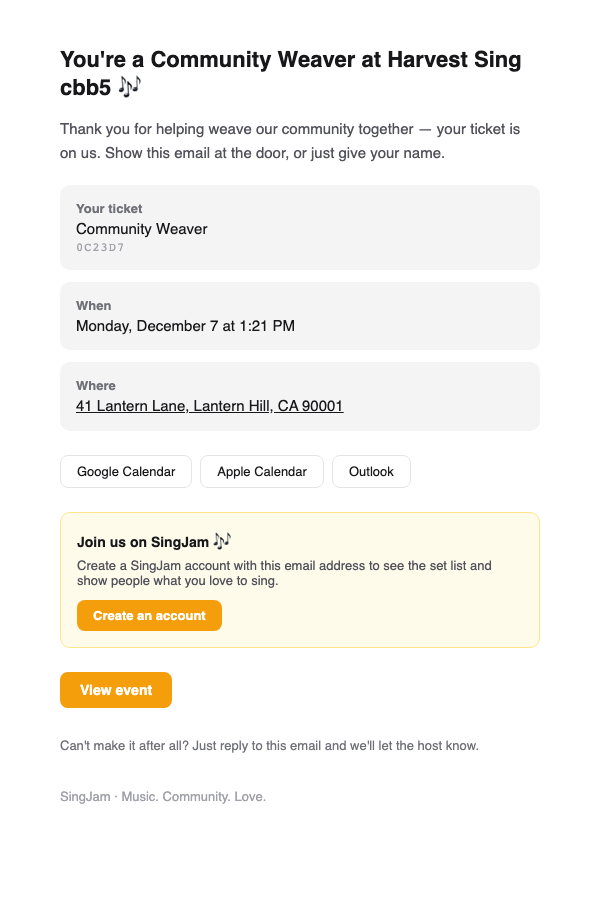 You're a Community Weaver at Harvest Sing
cbb5 🎶
Thank you for helping weave our community together — your ticket is
on us. Show this email at the door, or just give your name.
Your ticket
Community Weaver
0C23D7
When
Monday, December 7 at 1:21 PM
Where
41 Lantern Lane, Lantern Hill, CA 90001
Google Calendar
Apple Calendar
Outlook
Join us on SingJam 🎶
Create a SingJam account with this email address to see the set list and
show people what you love to sing.
Create an account
View event
Can't make it after all? Just reply to this email and we'll let the host know.
SingJam · Music. Community. Love.